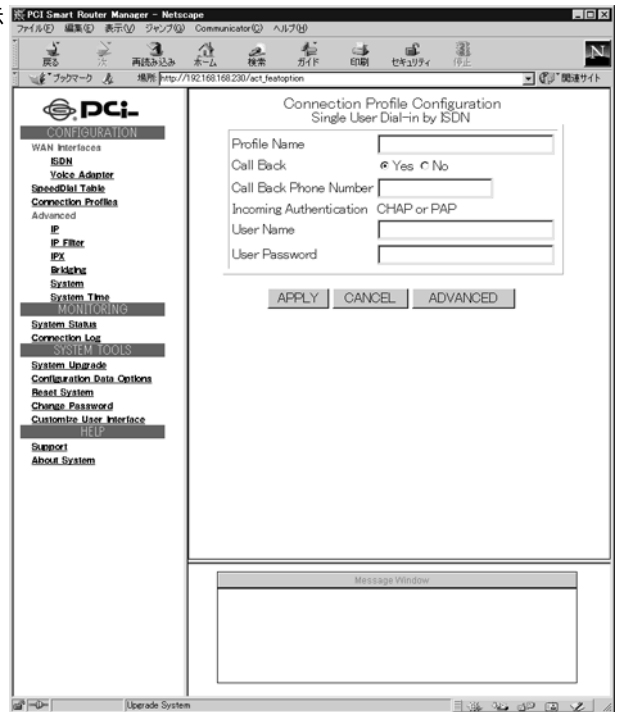 示
PCI Smart Router Manager - Netscape
ファイル(F) 編集(E) 表示(V) ジャンプ(G) Communicator(C) ヘルプ(H)
戻る 次 再読み込み ホーム 検索 ガイド 印刷 セキュリティ 停止
N
ブックマーク 場所: http://192.168.168.230/act_featoption 関連サイト
PCi-
CONFIGURATION
WAN Interfaces
ISDN
Voice Adapter
SpeedDial Table
Connection Profiles
Advanced
IP
IP Filter
IPX
Bridging
System
System Time
MONITORING
System Status
Connection Log
SYSTEM TOOLS
System Upgrade
Configuration Data Options
Reset System
Change Password
Customize User Interface
HELP
Support
About System
Connection Profile Configuration
Single User Dial-in by ISDN
Profile Name
Call Back Yes No
Call Back Phone Number
Incoming Authentication CHAP or PAP
User Name
User Password
APPLY CANCEL ADVANCED
Message Window
Uperade System